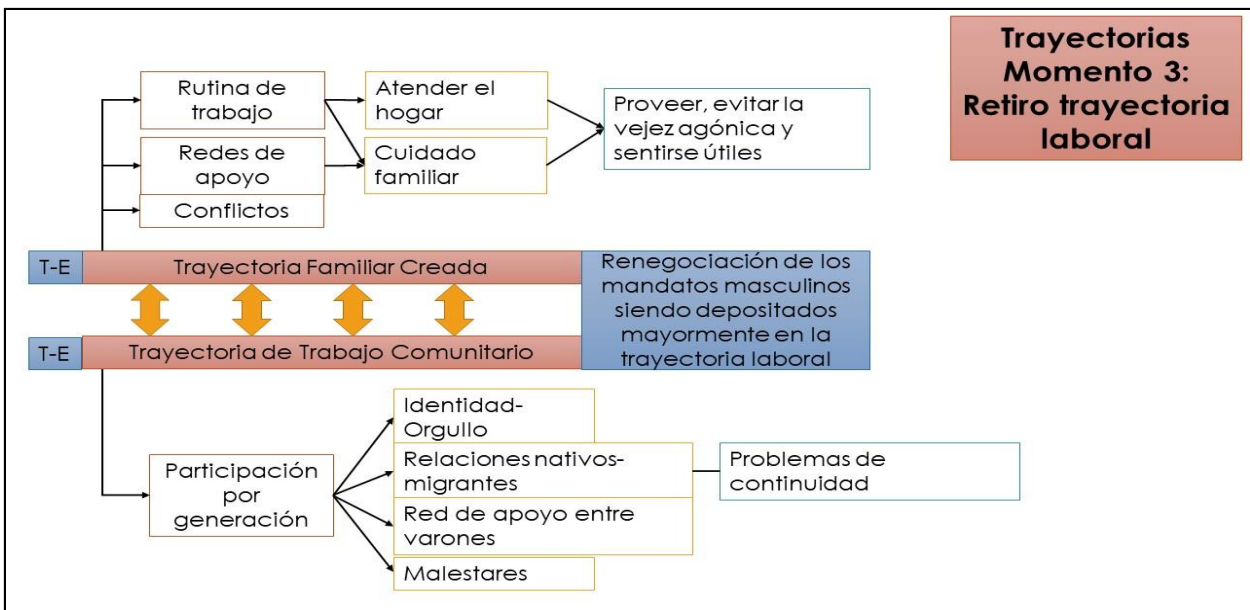 Trayectorias
Momento 3:
Retiro trayectoria
laboral
Rutina de
trabajo
Atender el
hogar
Proveer, evitar la
vejez agónica y
sentirse útiles
Redes de
apoyo
Cuidado
familiar
Conflictos
T-E
Trayectoria Familiar Creada
Renegociación de los
mandatos masculinos
siendo depositados
mayormente en la
trayectoria laboral
T-E
Trayectoria de Trabajo Comunitario
Participación
por
generación
Identidad-
Orgullo
Relaciones nativos-
migrantes
Problemas de
continuidad
Red de apoyo entre
varones
Malestares